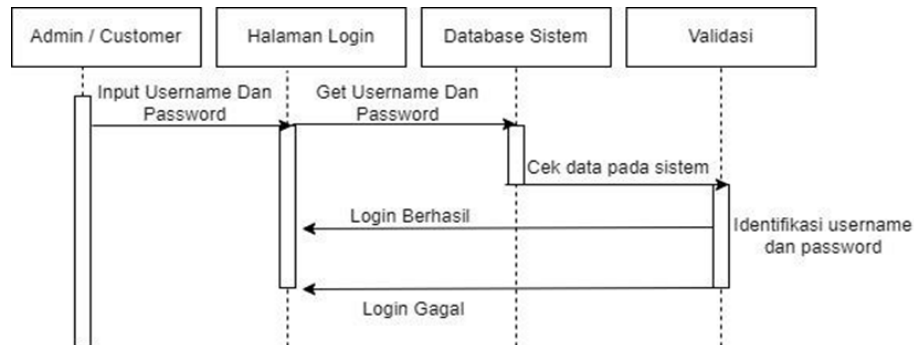 Admin / Customer
Halaman Login
Database Sistem
Validasi
Input Username Dan
Password
Get Username Dan
Password
Cek data pada sistem
Login Berhasil
Identifikasi username
dan password
Login Gagal